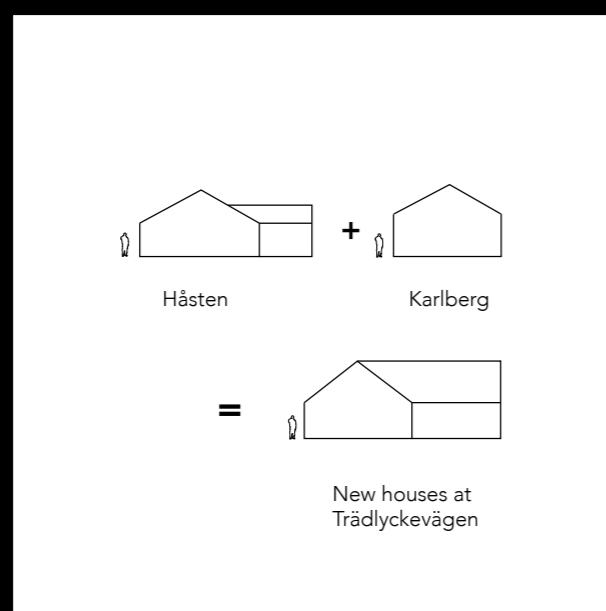 +
Håsten
Karlberg
=
New houses at
Trädlyckevägen